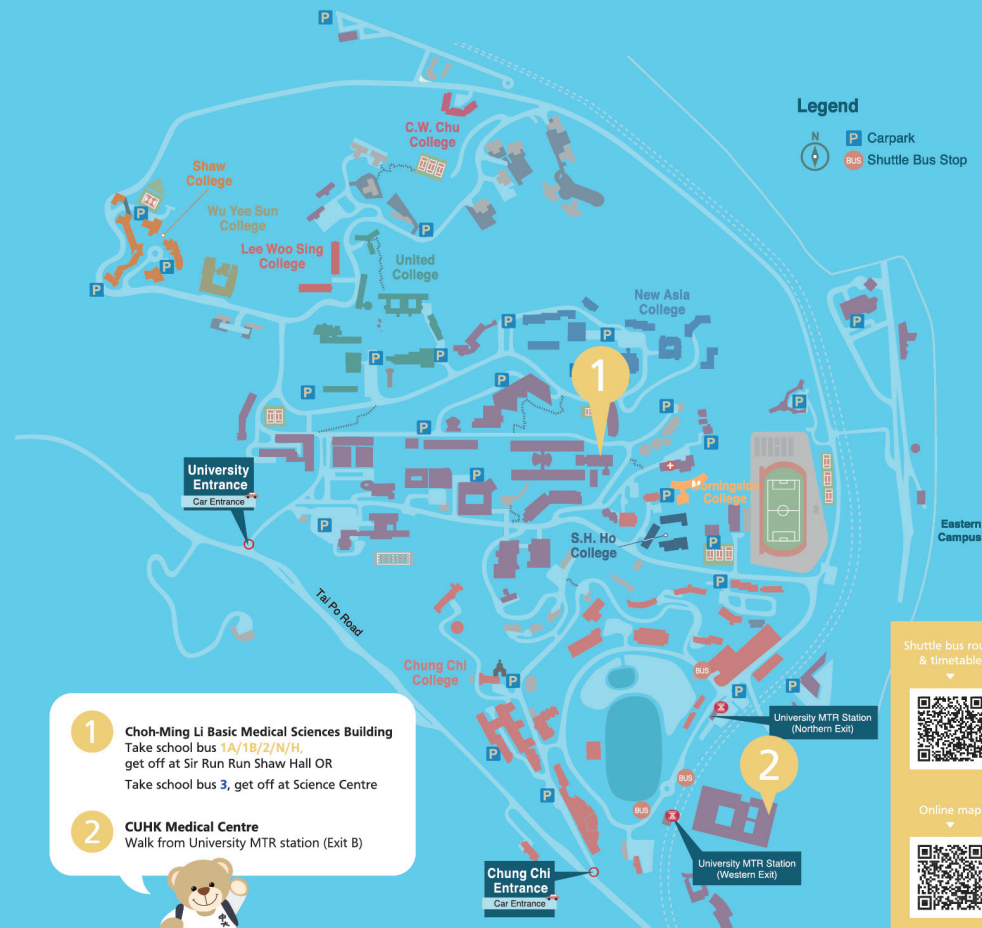 Legend
N
P Carpark
BUS Shuttle Bus Stop
P
C.W. Chu
College
Shaw
College
P
Wu Yee Sun
College
P
Lee Woo Sing
College
United
College
P
P
New Asia
College
P
P
P
P
P
P
1
P
P
P
P
P
P
University
Entrance
Car Entrance
P
P
Morningside
College
P
S.H. Ho
College
P
Eastern
Campus
P
Tai Po Road
Chung Chi
College
P
BUS
P
P
University MTR Station
(Northern Exit)
P
2
BUS
P
BUS
University MTR Station
(Western Exit)
Chung Chi
Entrance
Car Entrance
1
Choh-Ming Li Basic Medical Sciences Building
Take school bus 1A/1B/2/N/H,
get off at Sir Run Run Shaw Hall OR
Take school bus 3, get off at Science Centre
2
CUHK Medical Centre
Walk from University MTR station (Exit B)
Shuttle bus
& timetable
Online map